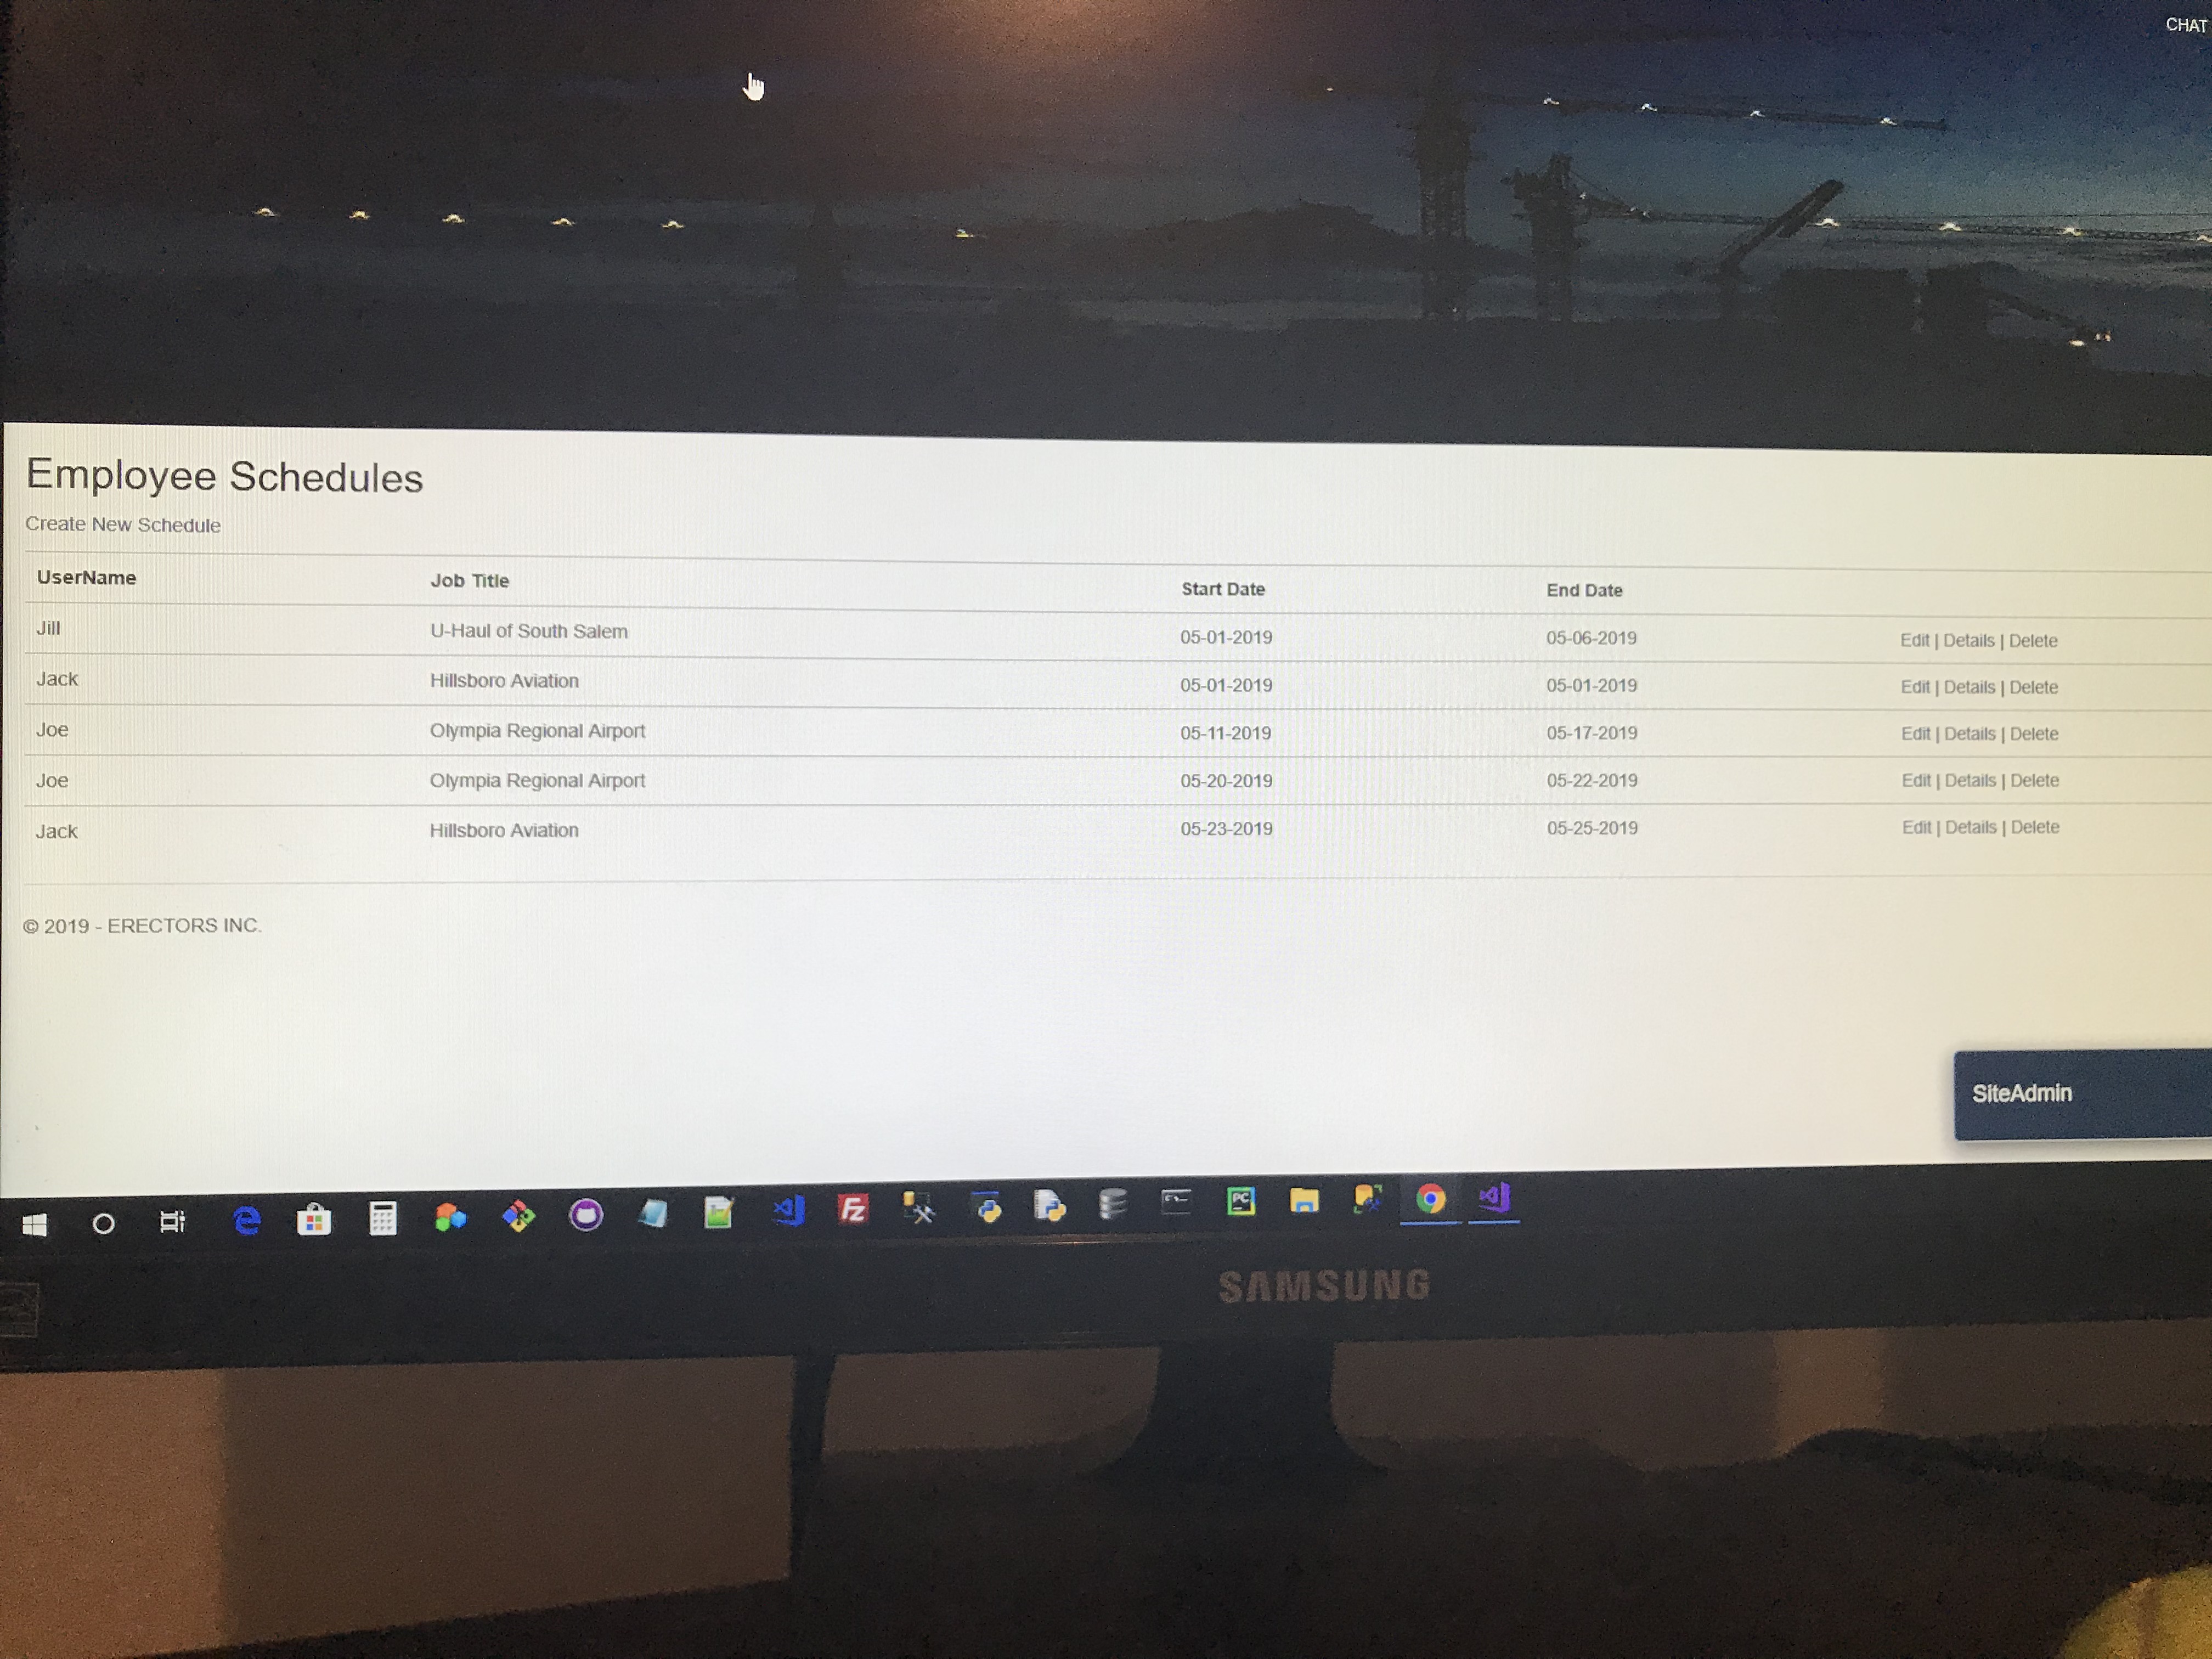 CHAT
Employee Schedules
Create New Schedule
UserName Job Title Start Date End Date
Jill U-Haul of South Salem 05-01-2019 05-06-2019 Edit | Details | Delete
Jack Hillsboro Aviation 05-01-2019 05-01-2019 Edit | Details | Delete
Joe Olympia Regional Airport 05-11-2019 05-17-2019 Edit | Details | Delete
Joe Olympia Regional Airport 05-20-2019 05-22-2019 Edit | Details | Delete
Jack Hillsboro Aviation 05-23-2019 05-25-2019 Edit | Details | Delete
© 2019 - ERECTORS INC.
SiteAdmin
FZ
PC
SAMSUNG